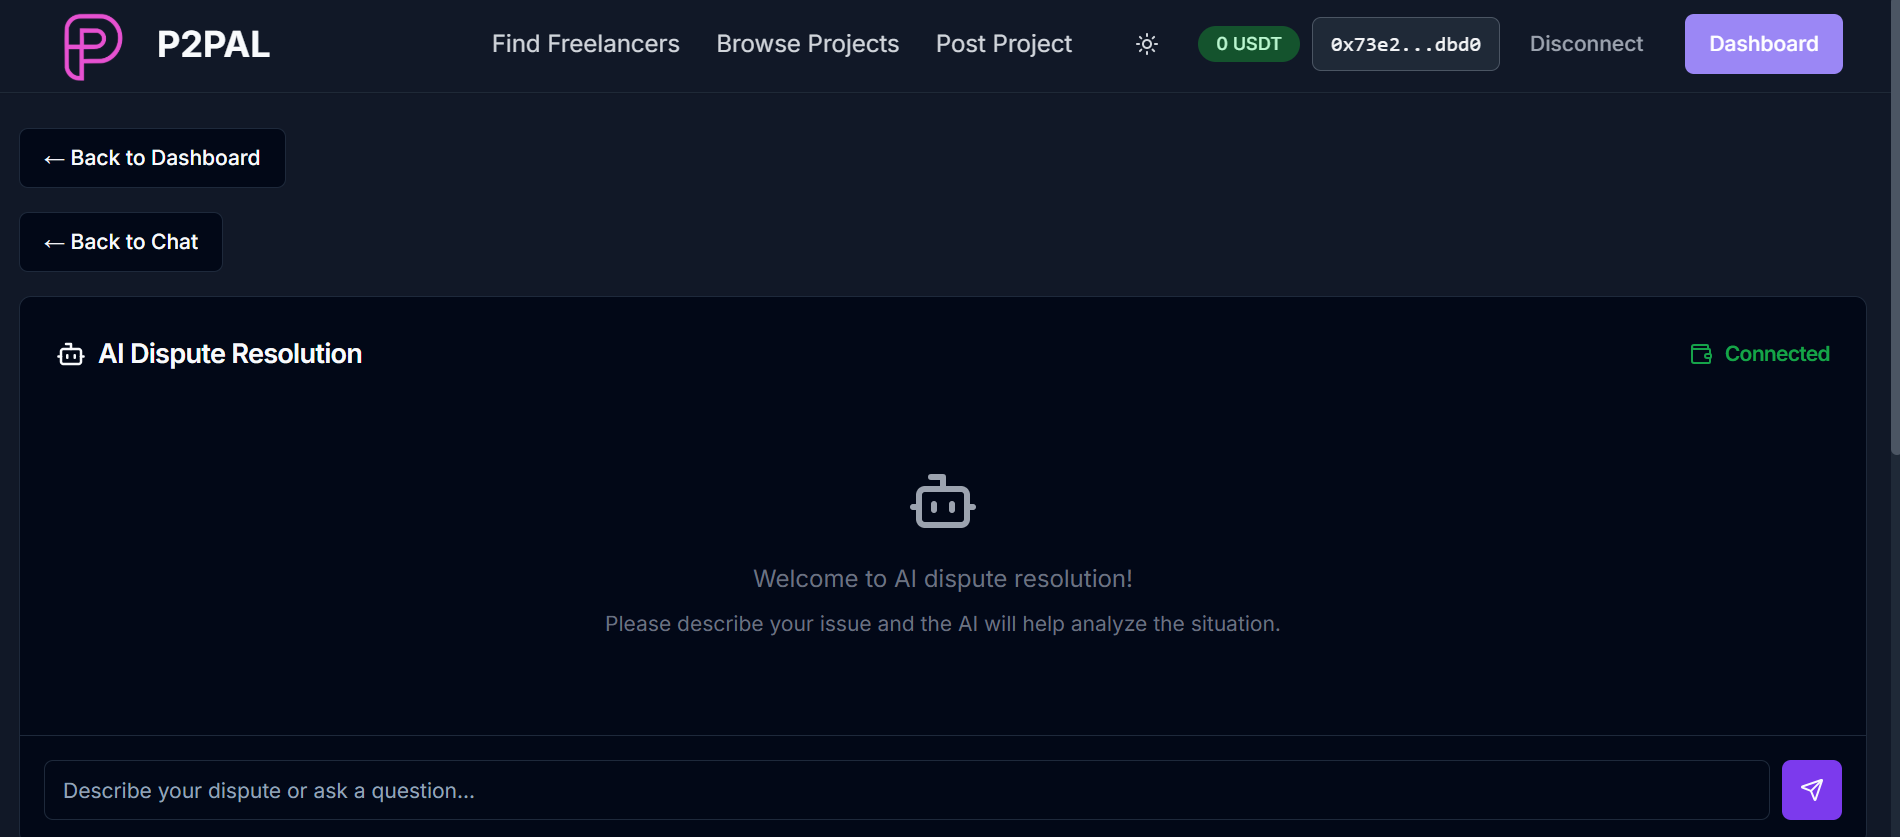 P2PAL
Find Freelancers
Browse Projects
Post Project
0 USDT
0x73e2...dbd0
Disconnect
Dashboard
← Back to Dashboard
← Back to Chat
AI Dispute Resolution
Connected
Welcome to AI dispute resolution!
Please describe your issue and the AI will help analyze the situation.
Describe your dispute or ask a question...